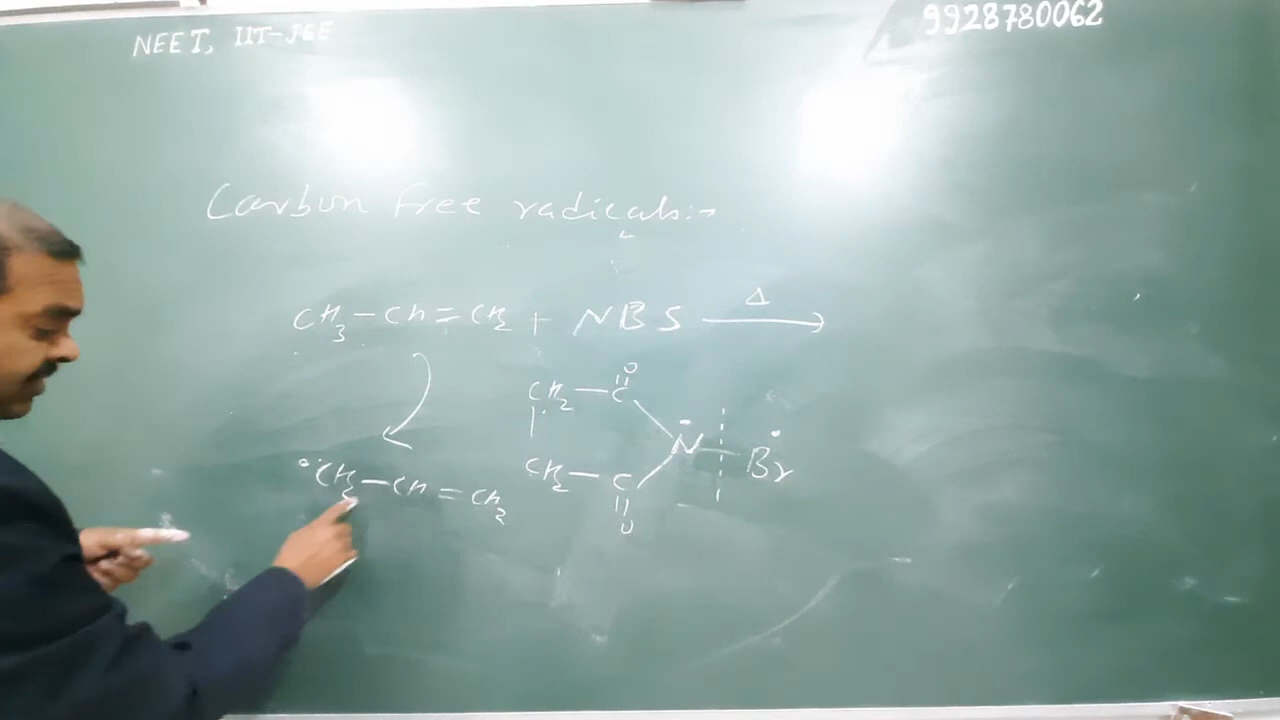 NEET, IIT-JEE
9928780062
Carbon free radicals:→
CH3-CH=CH2 + NBS Δ→
CH2-C=O
N-Br
•CH2-CH=CH2
CH2-C=O